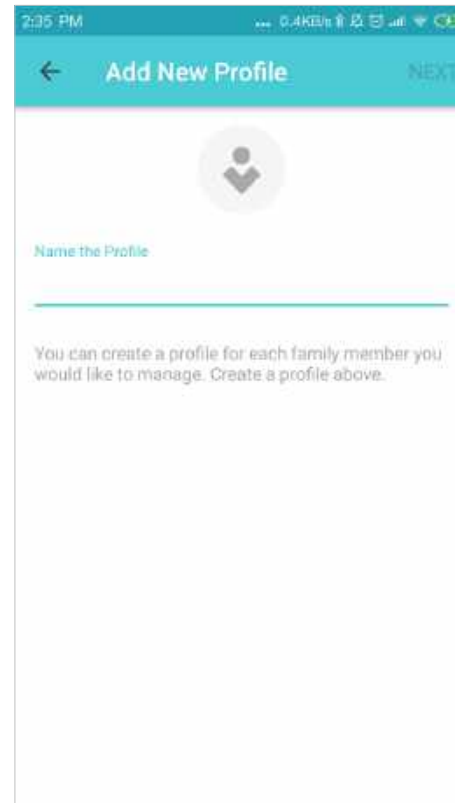 2:35 PM ... 0.4KB/s
Add New Profile NEXT
Name the Profile
You can create a profile for each family member you
would like to manage. Create a profile above.